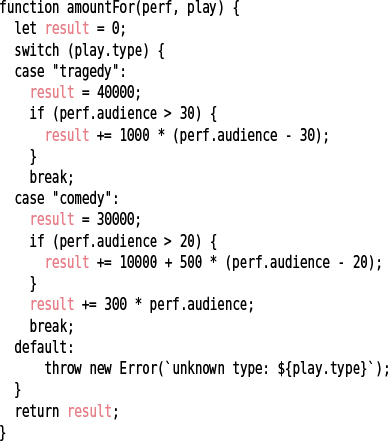 function amountFor(perf, play) {
  let result = 0;
  switch (play.type) {
  case "tragedy":
    result = 40000;
    if (perf.audience > 30) {
      result += 1000 * (perf.audience - 30);
    }
    break;
  case "comedy":
    result = 30000;
    if (perf.audience > 20) {
      result += 10000 + 500 * (perf.audience - 20);
    }
    result += 300 * perf.audience;
    break;
  default:
      throw new Error(`unknown type: ${play.type}`);
  }
  return result;
}